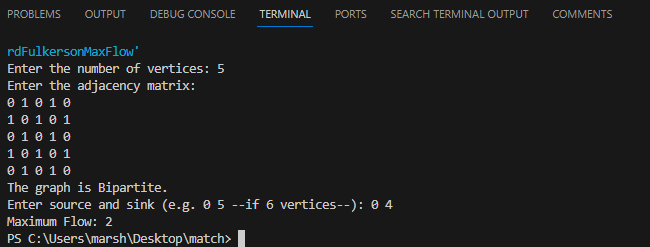 PROBLEMS OUTPUT DEBUG CONSOLE TERMINAL PORTS SEARCH TERMINAL OUTPUT COMMENTS
rdFulkersonMaxFlow'
Enter the number of vertices: 5
Enter the adjacency matrix:
0 1 0 1 0
1 0 1 0 1
0 1 0 1 0
1 0 1 0 1
0 1 0 1 0
The graph is Bipartite.
Enter source and sink (e.g. 0 5 --if 6 vertices--): 0 4
Maximum Flow: 2
PS C:\Users\marsh\Desktop\match>